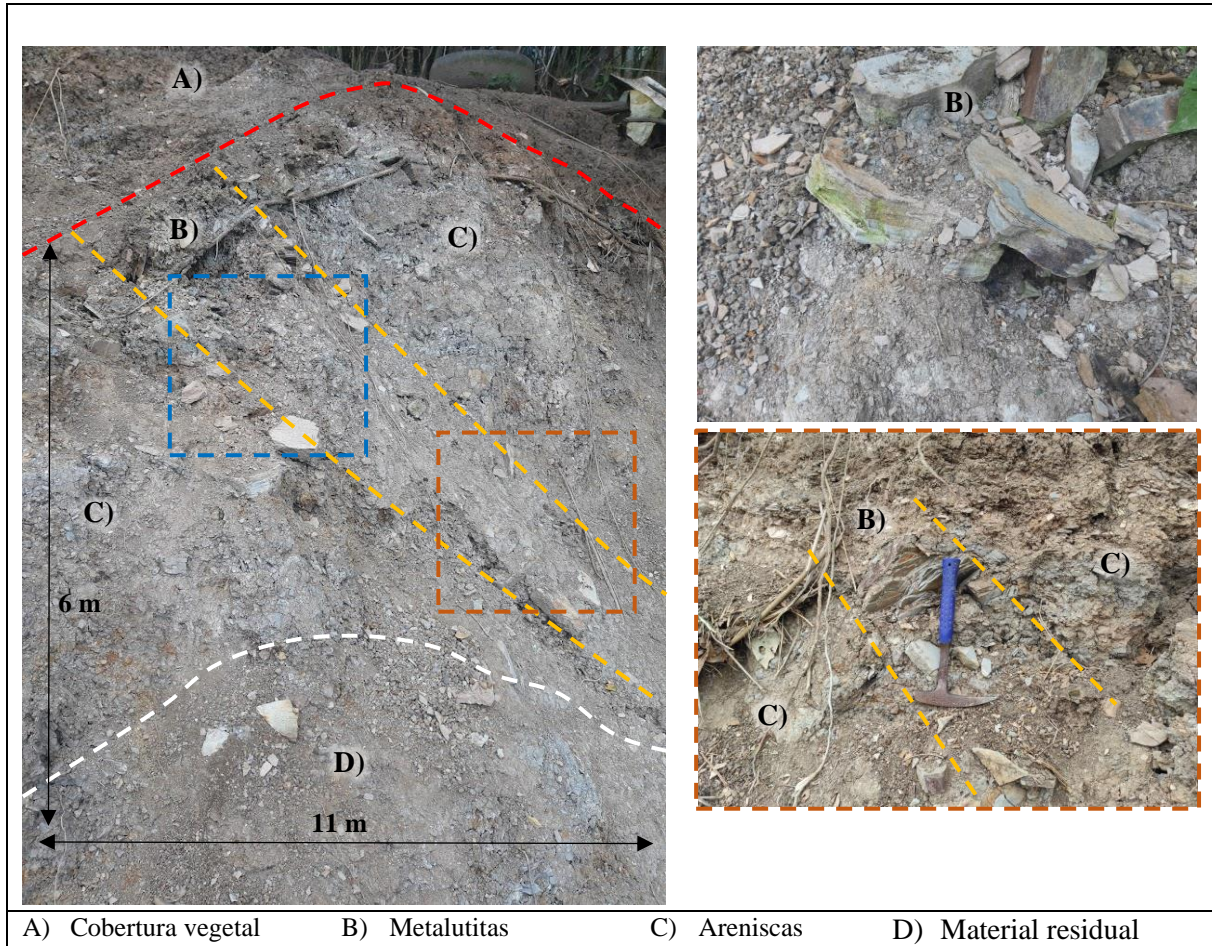 A)
B)
C)
C)
6 m
D)
11 m
B)
B)
C)
C)
A) Cobertura vegetal B) Metalutitas C) Areniscas D) Material residual